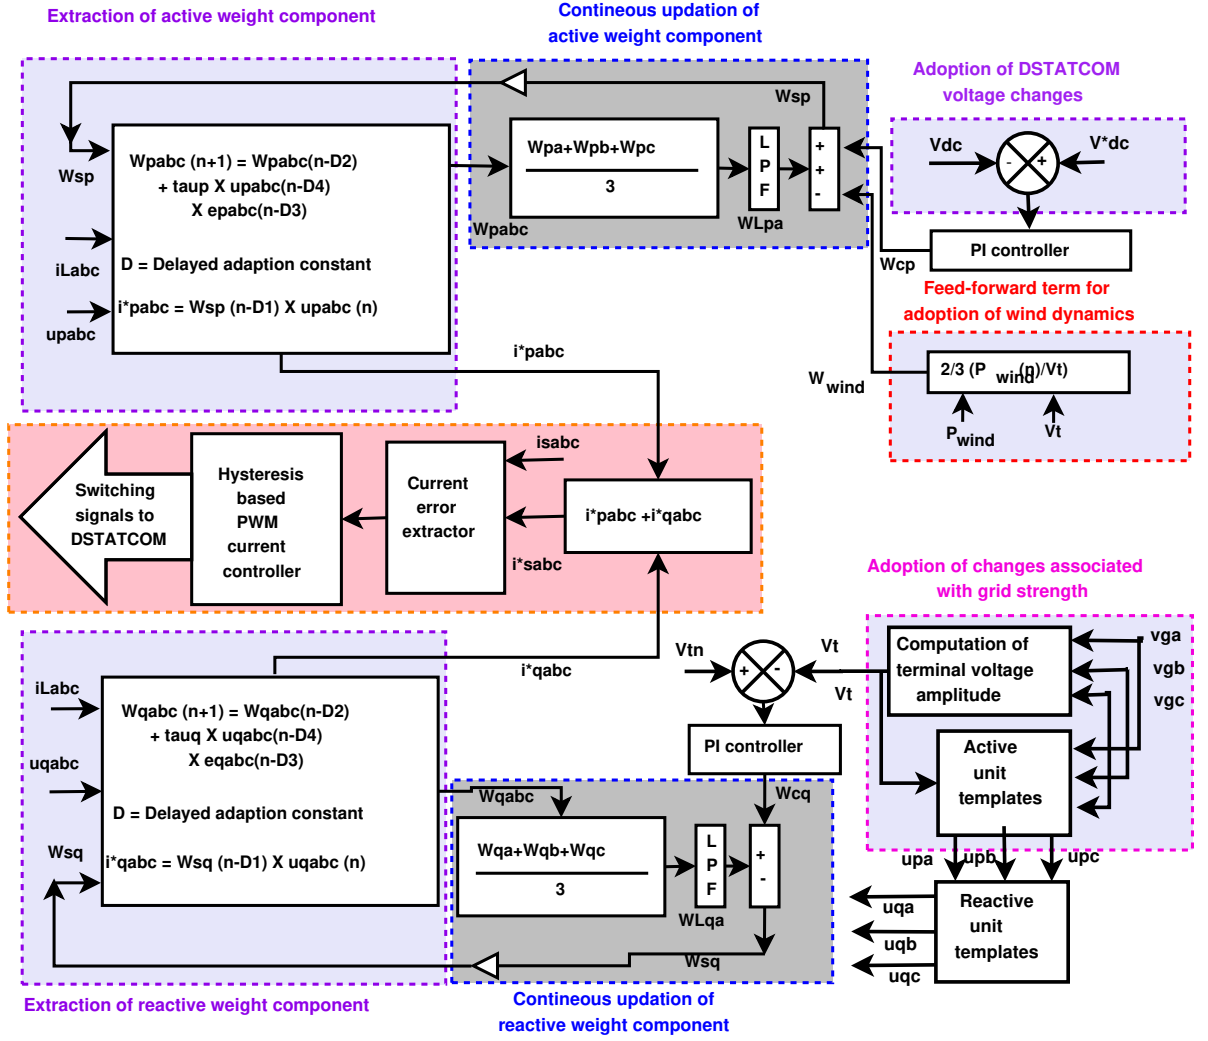 Extraction of active weight component
Contineous updation of
active weight component
Adoption of DSTATCOM
voltage changes
Wsp
Wpabc (n+1) = Wpabc(n-D2)
+ taup X upabc(n-D4)
X epabc(n-D3)
D = Delayed adaption constant
i*pabc = Wsp (n-D1) X upabc (n)
Wsp
iLabc
upabc
Wpa+Wpb+Wpc
3
Wpabc
L
P
F
WLpa
+
+
-
Vdc
-
+
V*dc
PI controller
Wcp
Feed-forward term for
adoption of wind dynamics
2/3 (P wind (n)/Vt)
W wind
P wind
Vt
i*pabc
Switching
signals to
DSTATCOM
Hysteresis
based
PWM
current
controller
Current
error
extractor
isabc
i*sabc
i*pabc +i*qabc
Adoption of changes associated
with grid strength
i*qabc
Vtn
+
-
Vt
Vt
Computation of
terminal voltage
amplitude
vga
vgb
vgc
PI controller
Active
unit
templates
iLabc
uqabc
Wsq
Wqabc (n+1) = Wqabc(n-D2)
+ tauq X uqabc(n-D4)
X eqabc(n-D3)
D = Delayed adaption constant
i*qabc = Wsq (n-D1) X uqabc (n)
Wqabc
Wcq
Wqa+Wqb+Wqc
3
L
P
F
WLqa
+
-
Wsq
upa
upb
upc
Reactive
unit
templates
uqa
uqb
uqc
Extraction of reactive weight component
Contineous updation of
reactive weight component